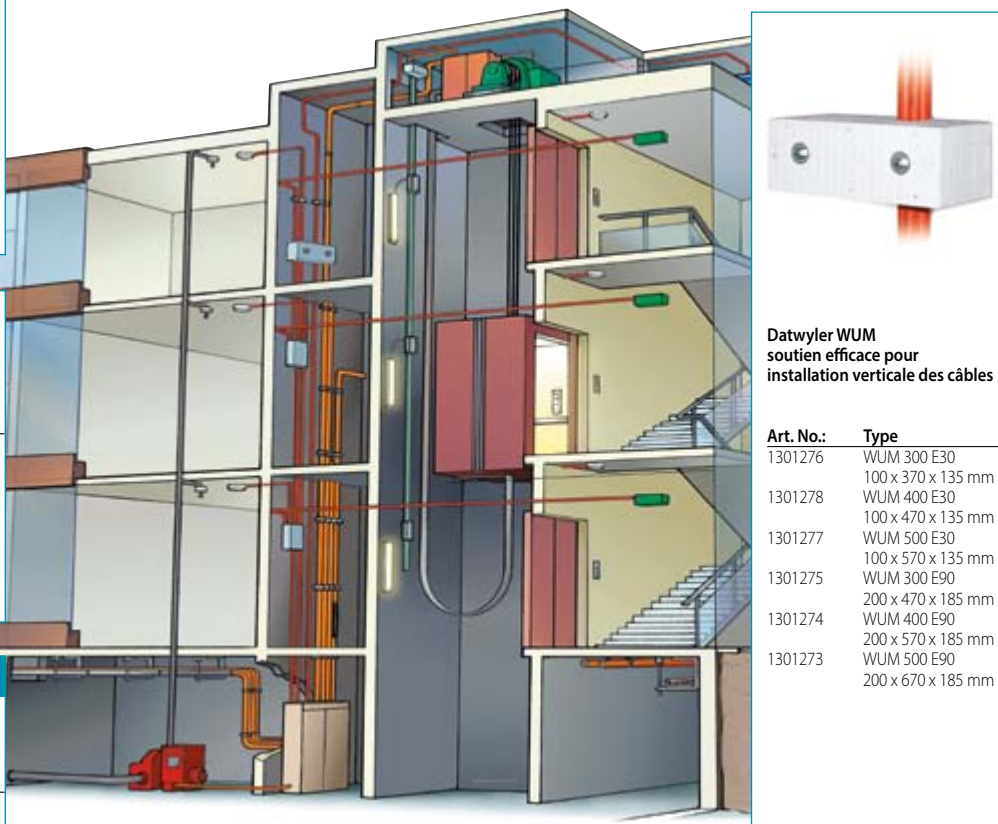 Datwyler WUM
soutien efficace pour
installation verticale des câbles
Art. No.: Type
1301276 WUM 300 E30
100 x 370 x 135 mm
1301278 WUM 400 E30
100 x 470 x 135 mm
1301277 WUM 500 E30
100 x 570 x 135 mm
1301275 WUM 300 E90
200 x 470 x 185 mm
1301274 WUM 400 E90
200 x 570 x 185 mm
1301273 WUM 500 E90
200 x 670 x 185 mm